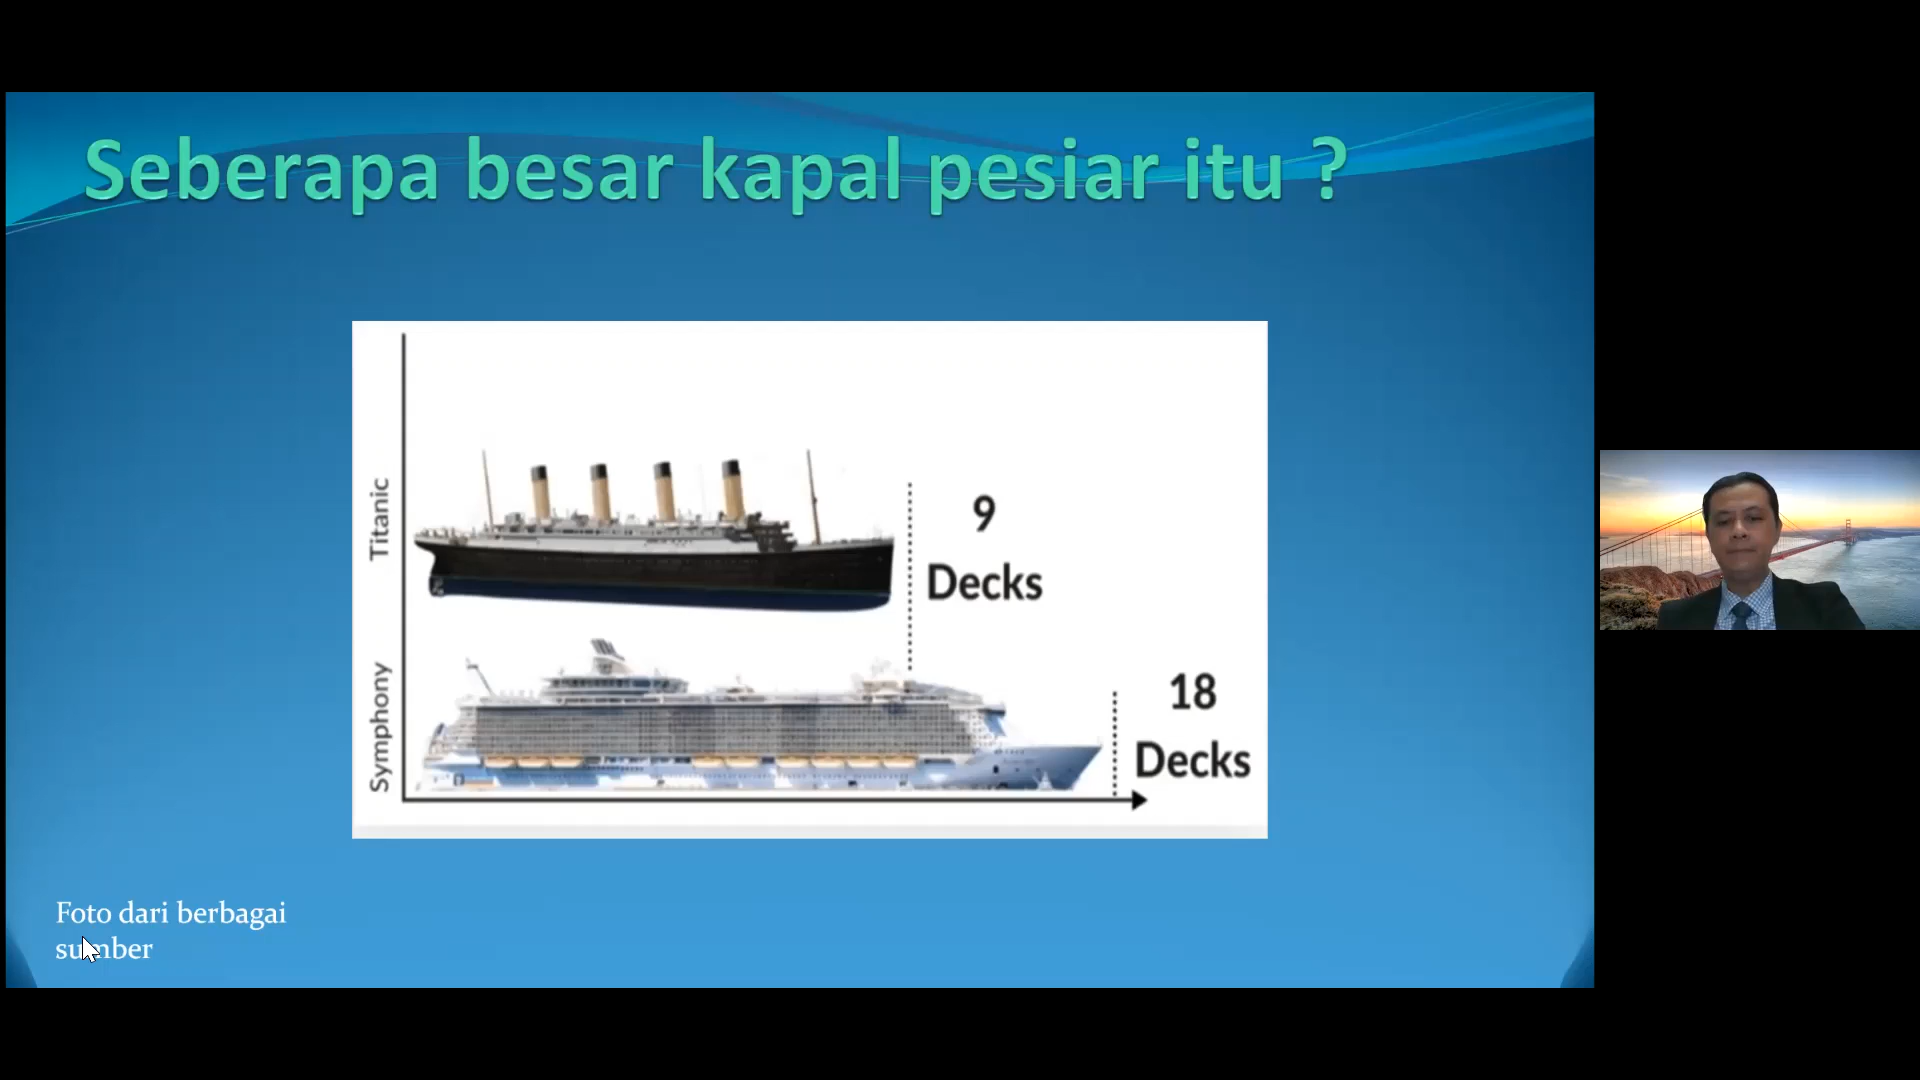 Seberapa besar kapal pesiar itu ?
Titanic
9
Decks
Symphony
18
Decks
Foto dari berbagai
sumber